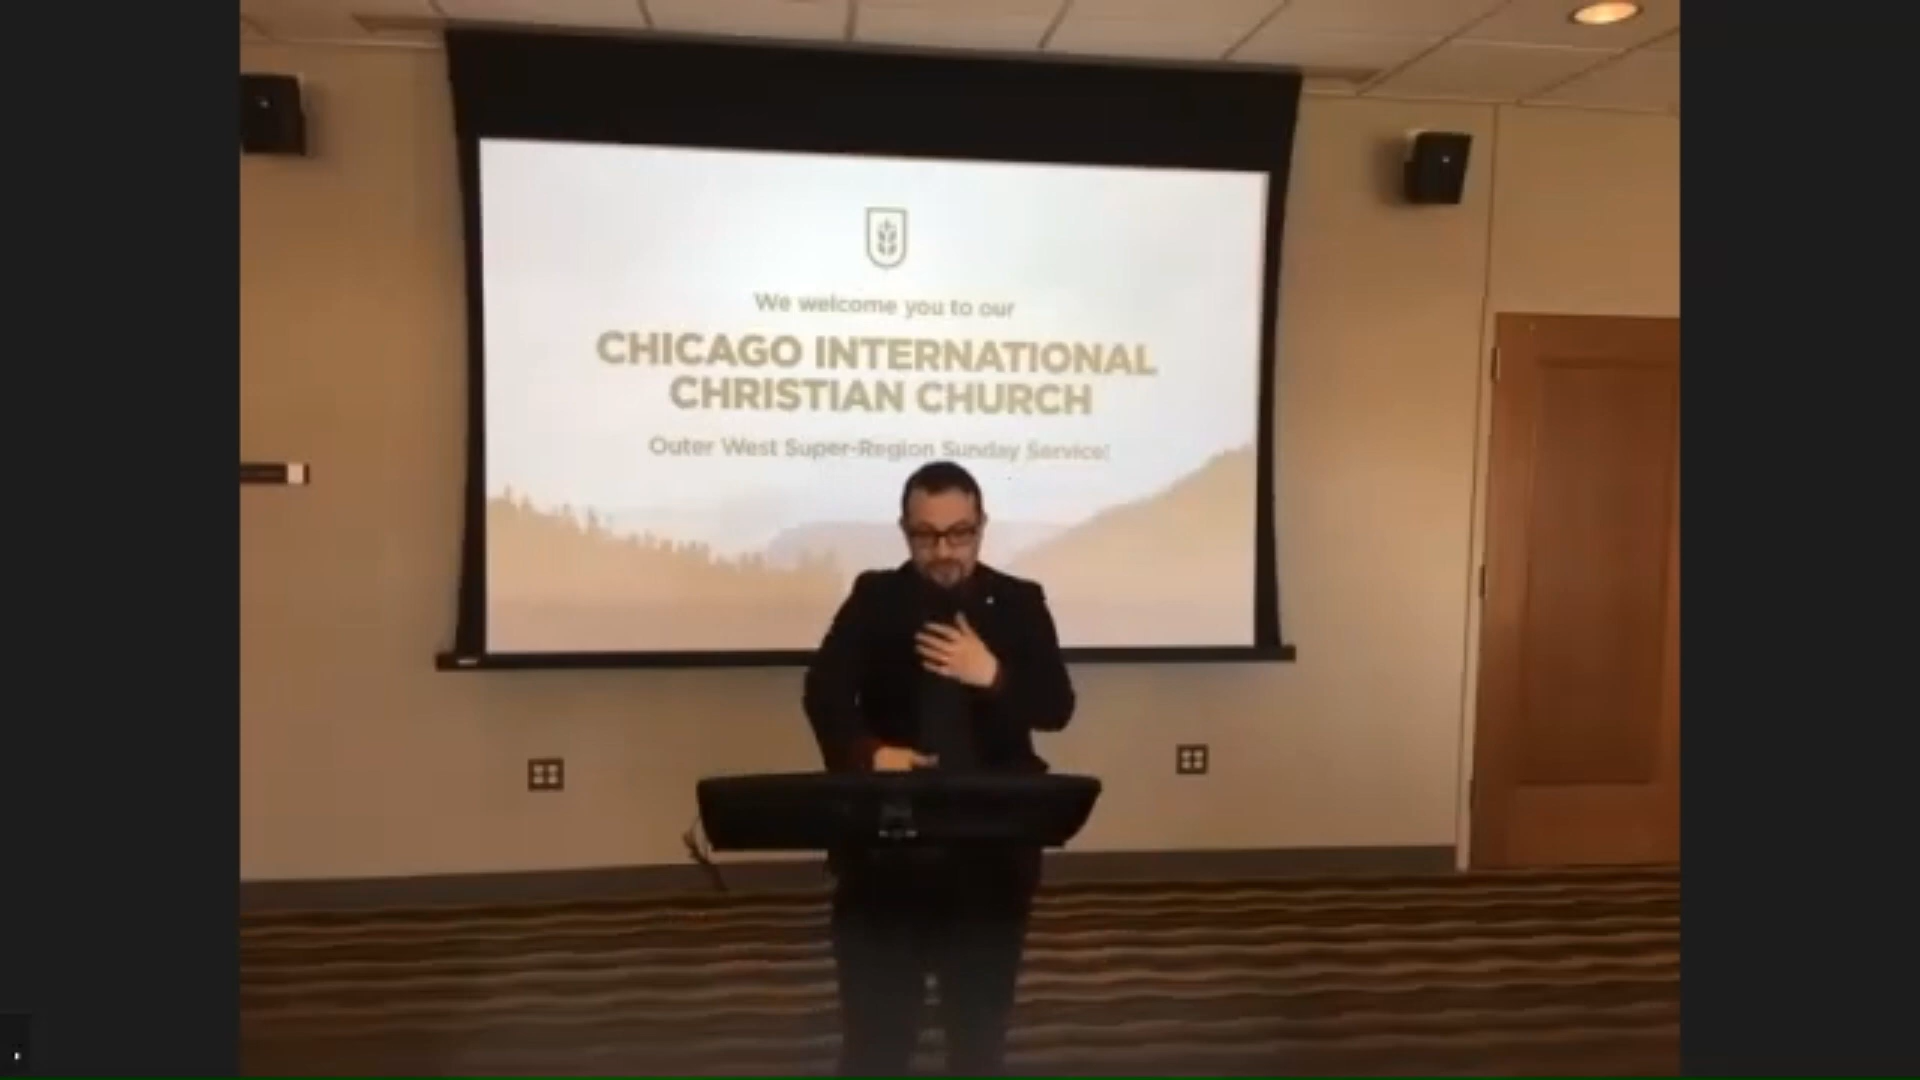 We welcome you to our
CHICAGO INTERNATIONAL
CHRISTIAN CHURCH
Outer West Super-Region Sunday Service!